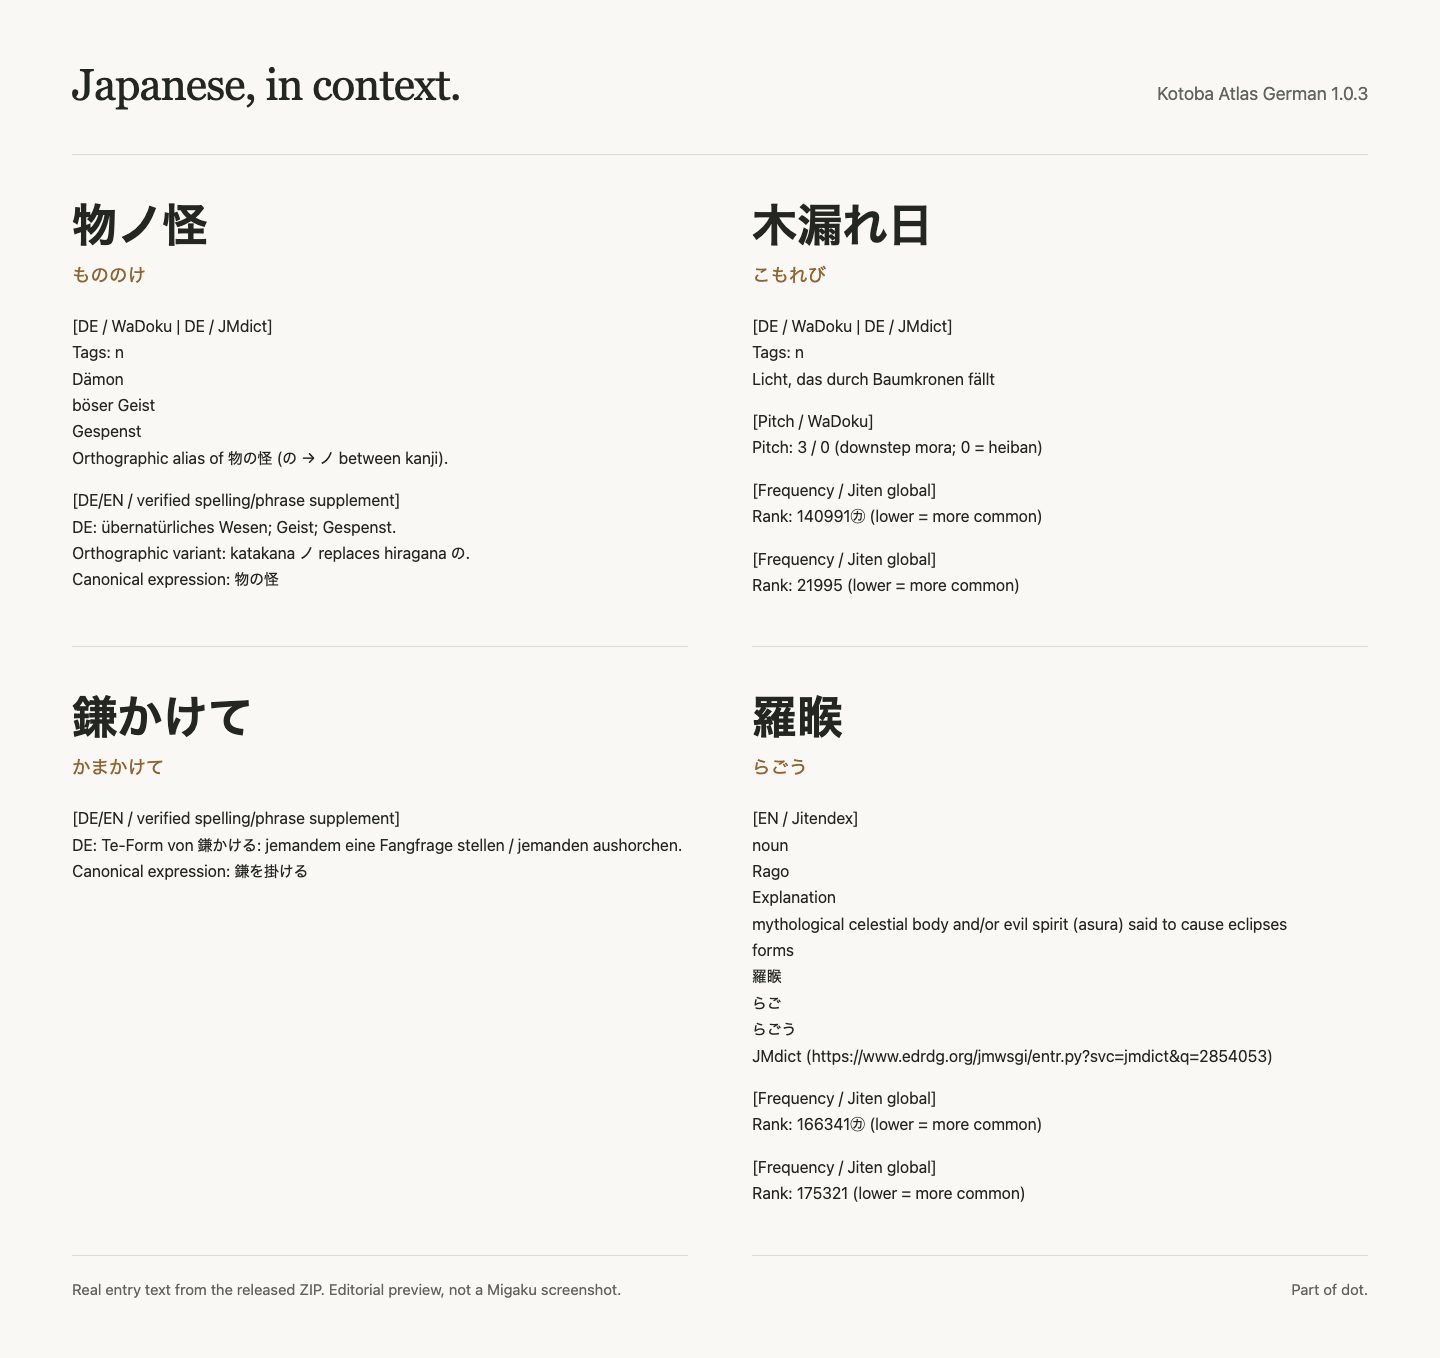 Japanese, in context.
Kotoba Atlas German 1.0.3
物ノ怪
もののけ
[DE / WaDoku | DE / JMdict]
Tags: n
Dämon
böser Geist
Gespenst
Orthographic alias of 物の怪 (の → ノ between kanji).
[DE/EN / verified spelling/phrase supplement]
DE: übernatürliches Wesen; Geist; Gespenst.
Orthographic variant: katakana ノ replaces hiragana の.
Canonical expression: 物の怪
木漏れ日
こもれび
[DE / WaDoku | DE / JMdict]
Tags: n
Licht, das durch Baumkronen fällt
[Pitch / WaDoku]
Pitch: 3 / 0 (downstep mora; 0 = heiban)
[Frequency / Jiten global]
Rank: 140991㋕ (lower = more common)
[Frequency / Jiten global]
Rank: 21995 (lower = more common)
鎌かけて
かまかけて
[DE/EN / verified spelling/phrase supplement]
DE: Te-Form von 鎌かける: jemandem eine Fangfrage stellen / jemanden aushorchen.
Canonical expression: 鎌を掛ける
羅睺
らごう
[EN / Jitendex]
noun
Rago
Explanation
mythological celestial body and/or evil spirit (asura) said to cause eclipses
forms
羅睺
らご
らごう
JMdict (https://www.edrdg.org/jmwsgi/entr.py?svc=jmdict&q=2854053)
[Frequency / Jiten global]
Rank: 166341㋕ (lower = more common)
[Frequency / Jiten global]
Rank: 175321 (lower = more common)
Real entry text from the released ZIP. Editorial preview, not a Migaku screenshot.
Part of dot.